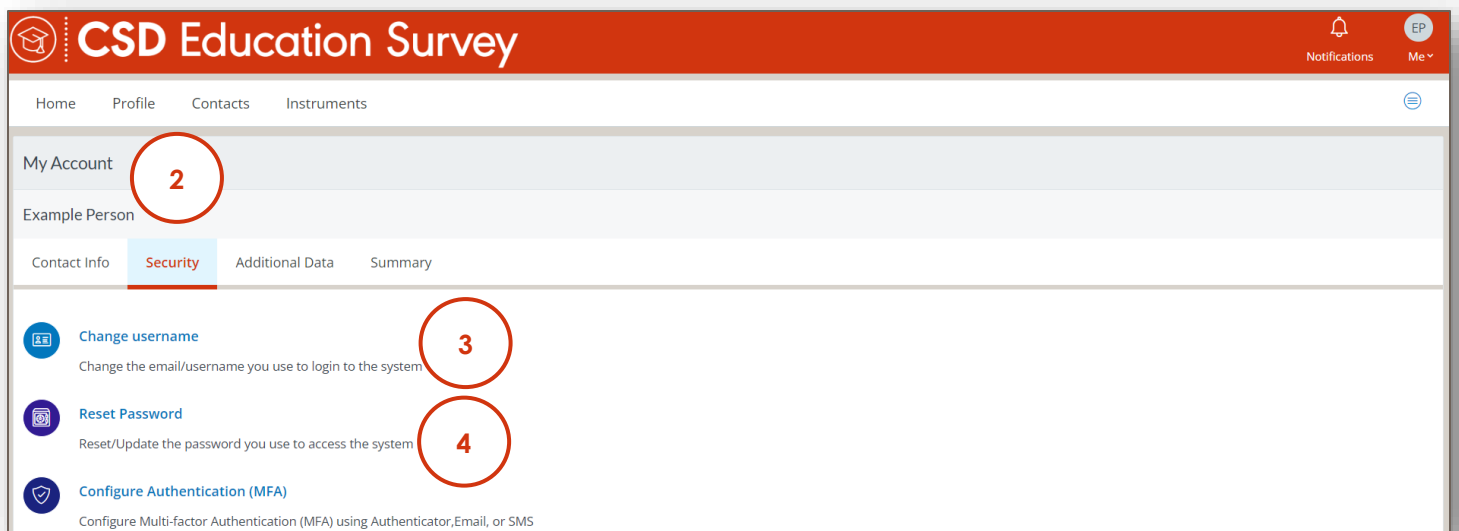 CSD Education Survey
Notifications
EP
Me
Home Profile Contacts Instruments
My Account
2
Example Person
Contact Info Security Additional Data Summary
Change username
Change the email/username you use to login to the system
3
Reset Password
Reset/Update the password you use to access the system
4
Configure Authentication (MFA)
Configure Multi-factor Authentication (MFA) using Authenticator,Email, or SMS